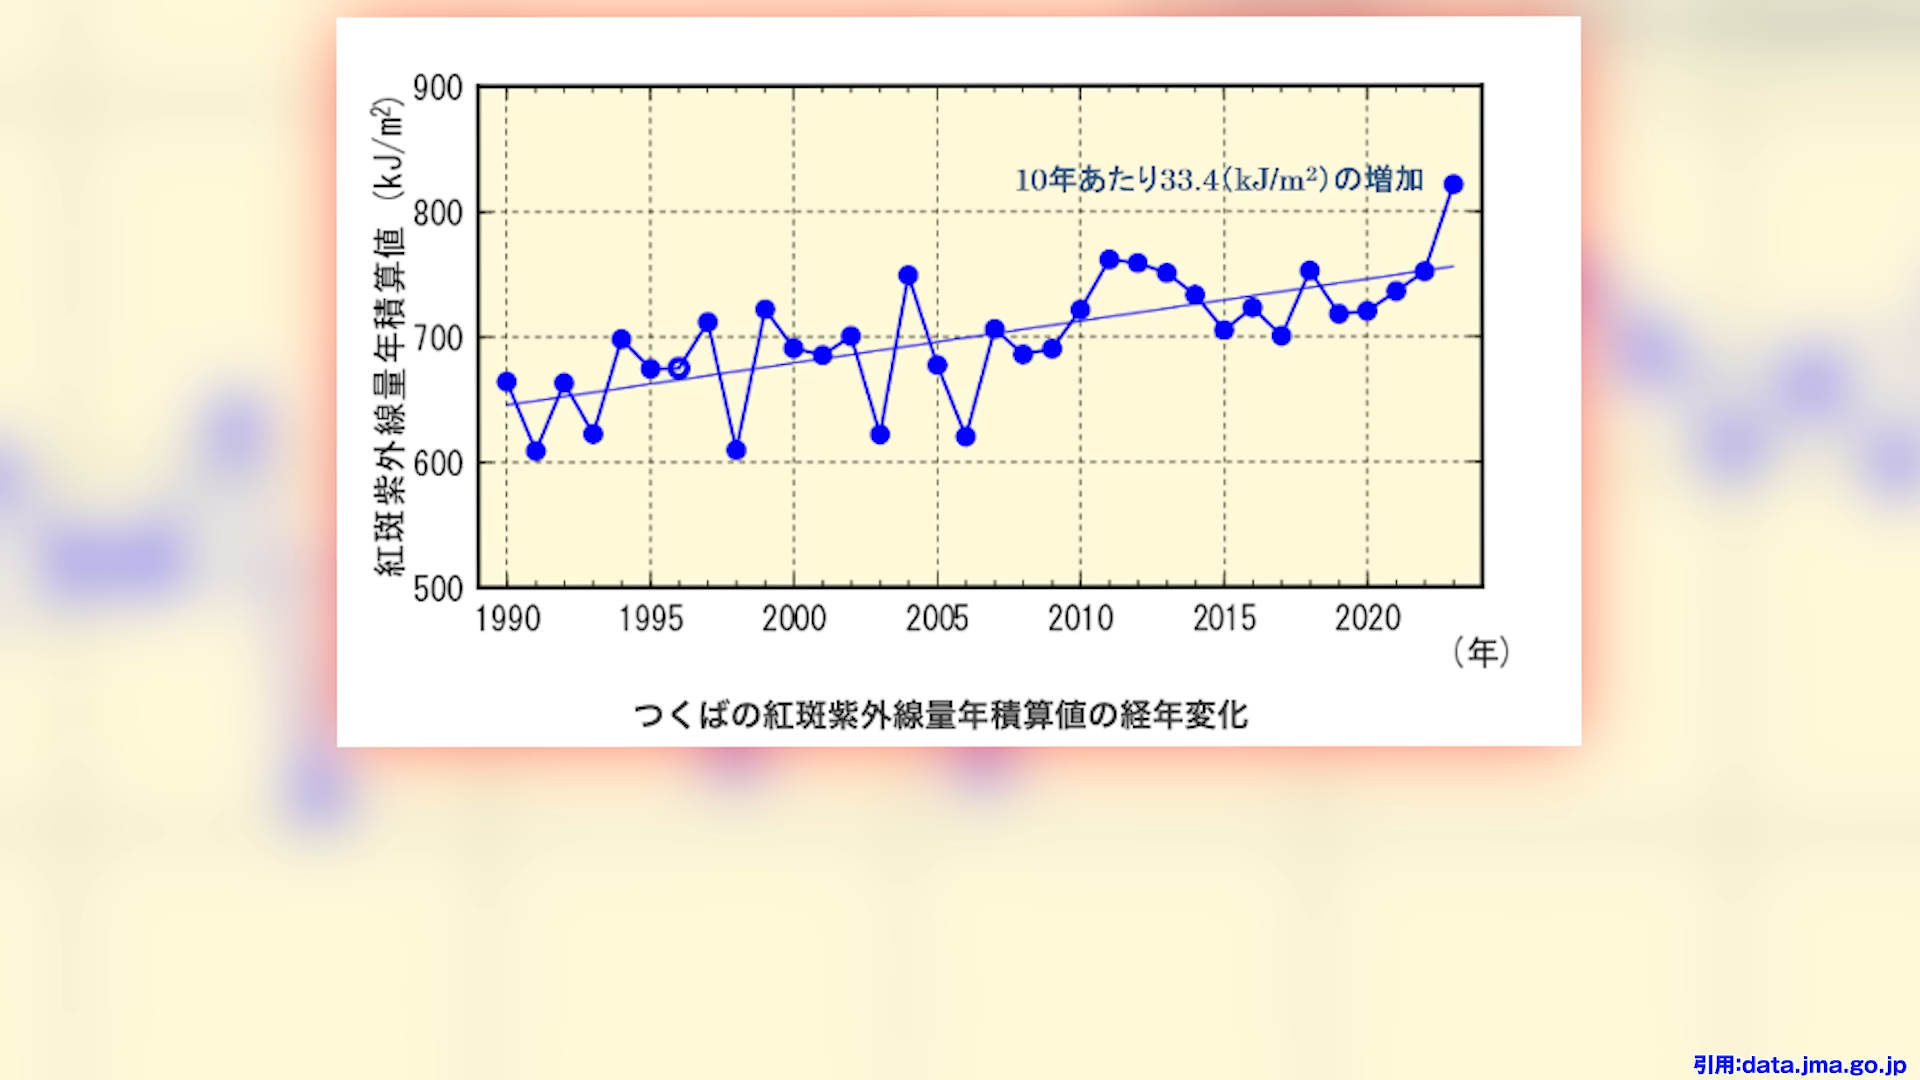 紅斑紫外線量年積算値 (kJ/m²)
900
800
700
600
500
10年あたり33.4(kJ/m²)の増加
1990 1995 2000 2005 2010 2015 2020
(年)
つくばの紅斑紫外線量年積算値の経年変化
引用:data.jma.go.jp